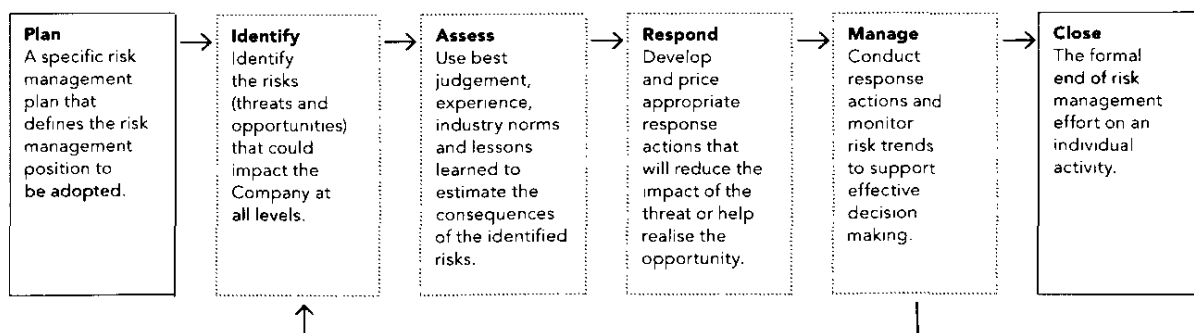 Plan
A specific risk
management
plan that
defines the risk
management
position to
be adopted.
Identify
Identify
the risks
(threats and
opportunities)
that could
impact the
Company at
all levels.
Assess
Use best
judgement,
experience,
industry norms
and lessons
learned to
estimate the
consequences
of the identified
risks.
Respond
Develop
and price
appropriate
response
actions that
will reduce the
impact of the
threat or help
realise the
opportunity.
Manage
Conduct
response
actions and
monitor
risk trends
to support
effective
decision
making.
Close
The formal
end of risk
management
effort on an
individual
activity.